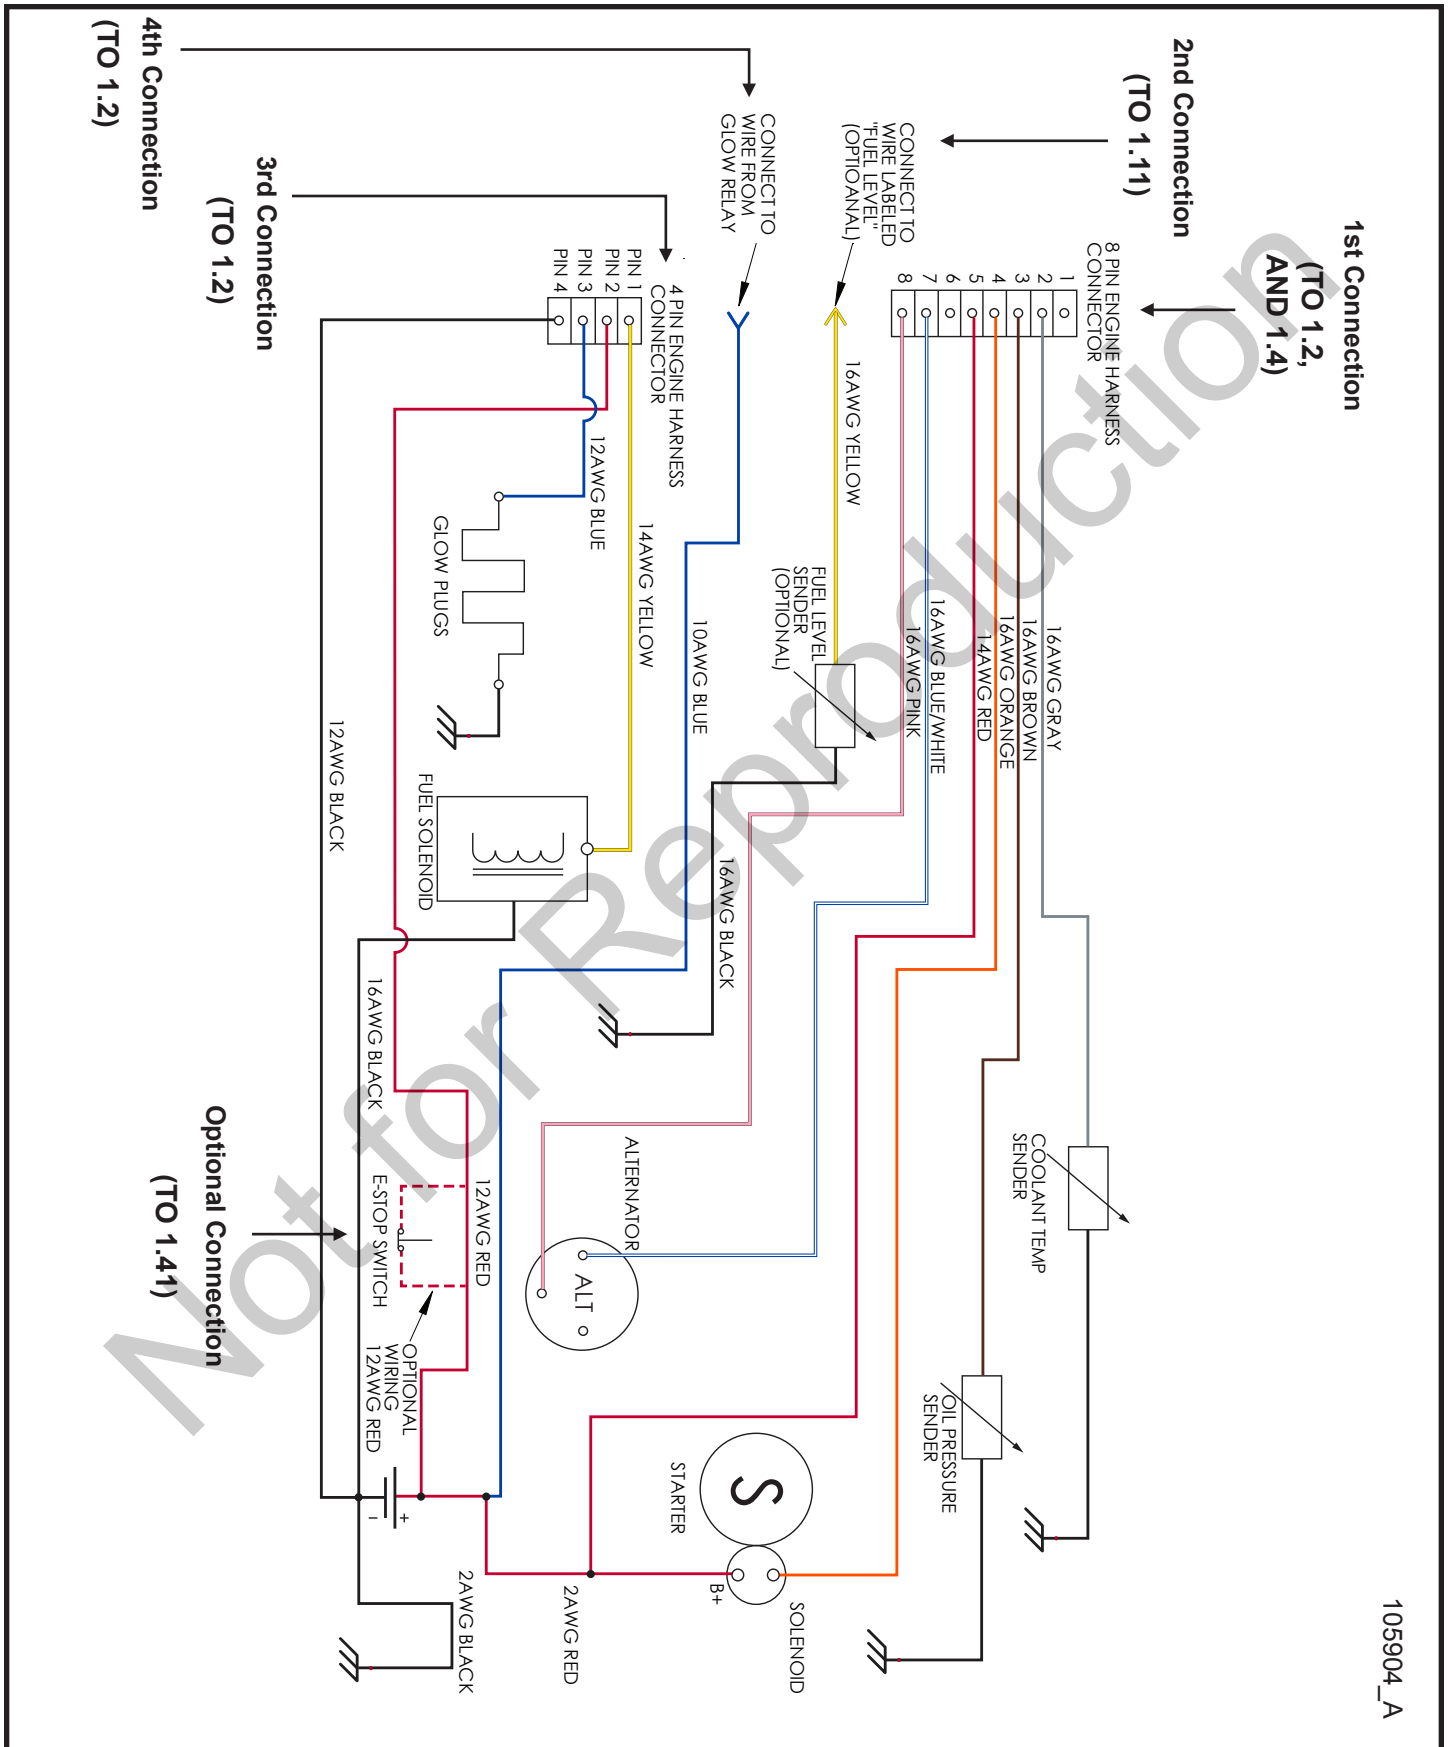 105904_A
1st Connection
(TO 1.2,
AND 1.4)
2nd Connection
(TO 1.11)
4th Connection
(TO 1.2)
3rd Connection
(TO 1.2)
Optional Connection
(TO 1.41)
8 PIN ENGINE HARNESS
CONNECTOR
1
2
3
4
5
6
7
8
16AWG GRAY
16AWG BROWN
16AWG ORANGE
14AWG RED
16AWG BLUE/WHITE
16AWG PINK
COOLANT TEMP
SENDER
OIL PRESSURE
SENDER
CONNECT TO
WIRE LABELED
"FUEL LEVEL"
(OPTIOANAL)
16AWG YELLOW
FUEL LEVEL
SENDER
(OPTIONAL)
16AWG BLACK
CONNECT TO
WIRE FROM
GLOW RELAY
10AWG BLUE
4 PIN ENGINE HARNESS
CONNECTOR
PIN 1
PIN 2
PIN 3
PIN 4
14AWG YELLOW
12AWG BLUE
GLOW PLUGS
FUEL SOLENOID
12AWG BLACK
16AWG BLACK
ALTERNATOR
ALT
12AWG RED
E-STOP SWITCH
OPTIONAL
WIRING
12AWG RED
STARTER
S
SOLENOID
B+
2AWG RED
2AWG BLACK
+
-
Not for Reproduction